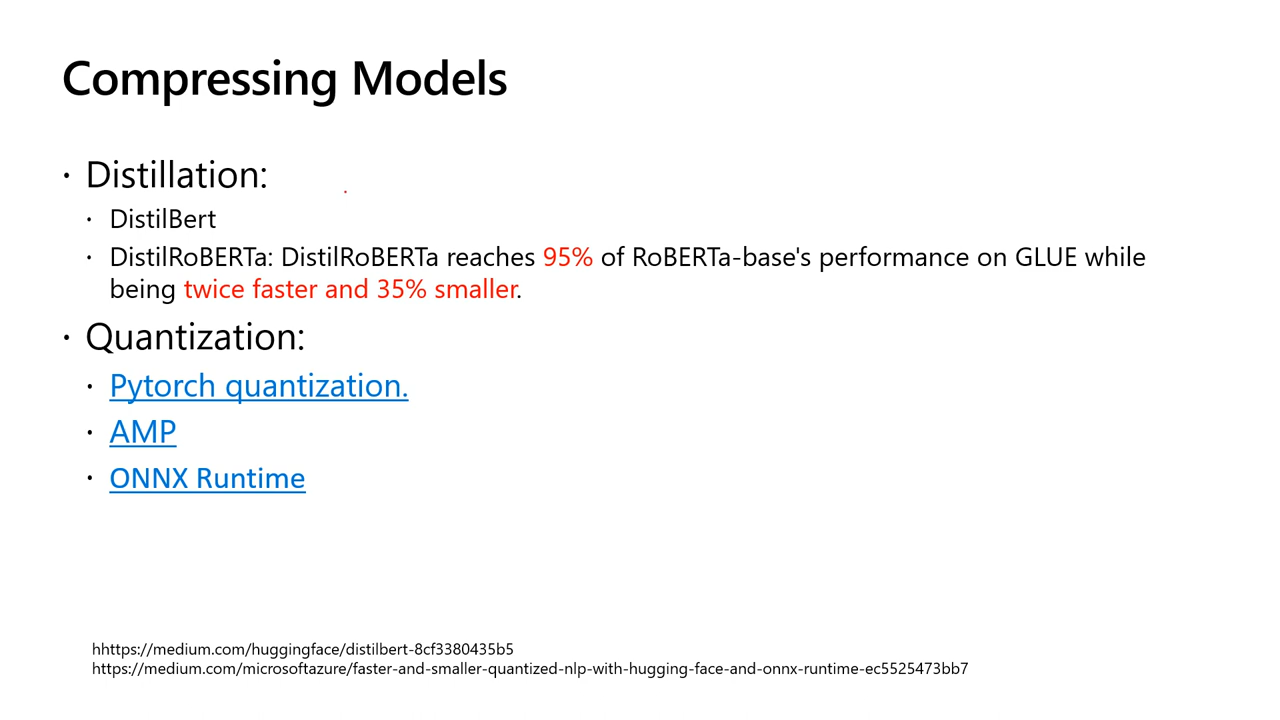 Compressing Models
• Distillation:
• DistilBert
• DistilRoBERTa: DistilRoBERTa reaches 95% of RoBERTa-base's performance on GLUE while
being twice faster and 35% smaller.
• Quantization:
• Pytorch quantization.
• AMP
• ONNX Runtime
hhttps://medium.com/huggingface/distilbert-8cf3380435b5
https://medium.com/microsoftazure/faster-and-smaller-quantized-nlp-with-hugging-face-and-onnx-runtime-ec5525473bb7